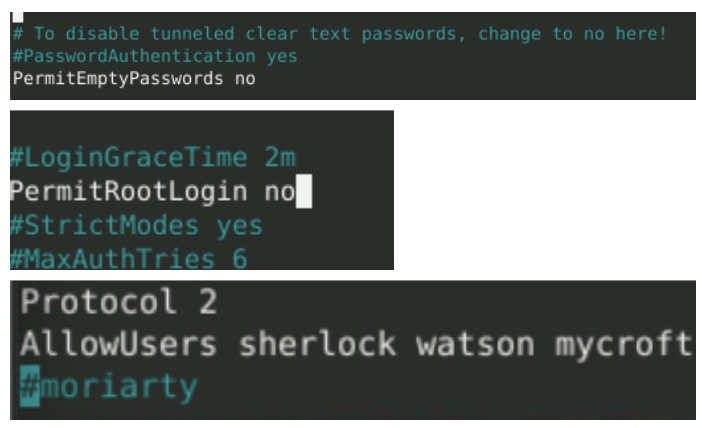 # To disable tunneled clear text passwords, change to no here!
#PasswordAuthentication yes
PermitEmptyPasswords no
#LoginGraceTime 2m
PermitRootLogin no
#StrictModes yes
#MaxAuthTries 6
Protocol 2
AllowUsers sherlock watson mycroft
#moriarty